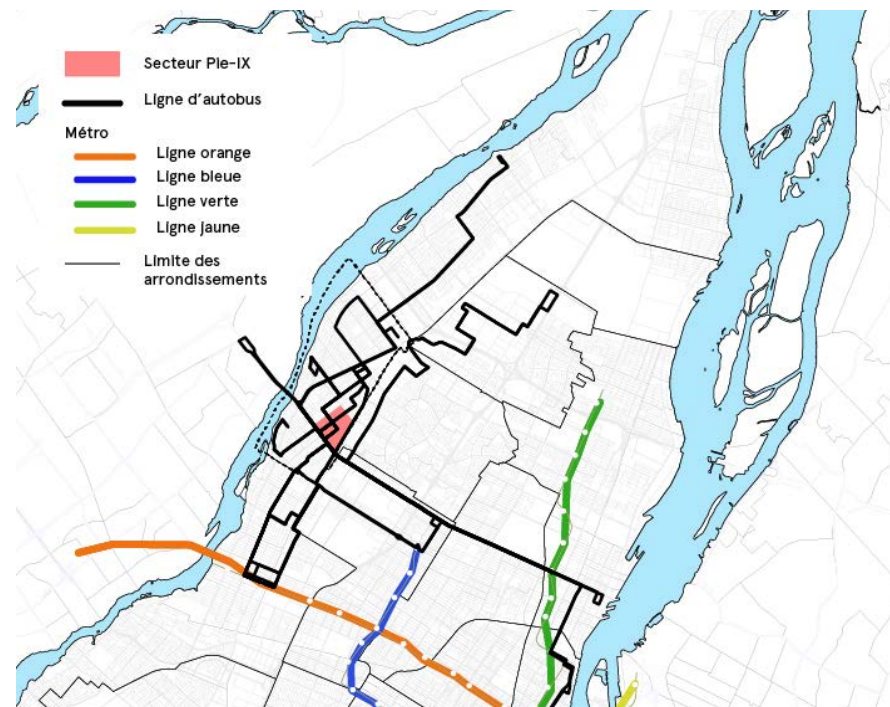 Secteur Pie-IX
Ligne d'autobus
Métro
Ligne orange
Ligne bleue
Ligne verte
Ligne jaune
Limite des
arrondissements